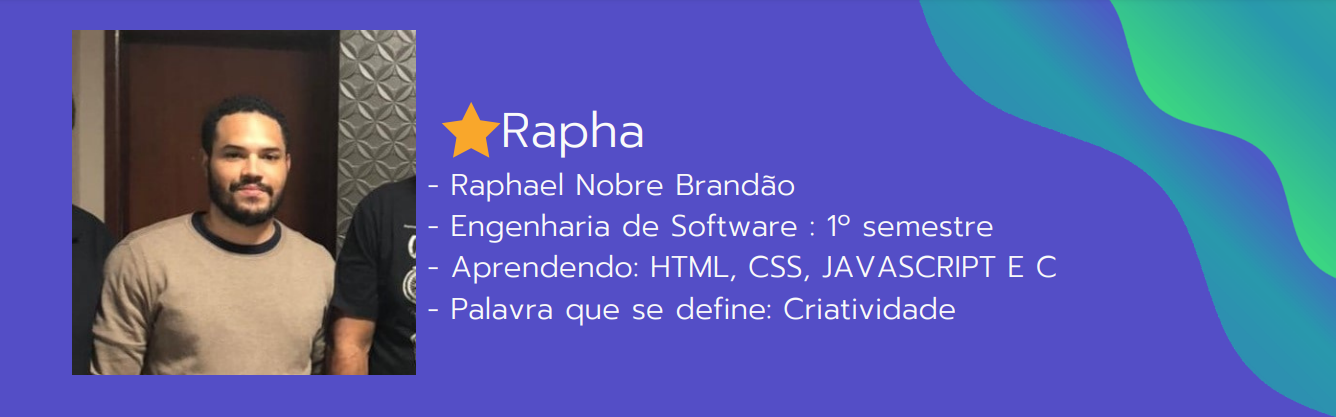 Rapha
- Raphael Nobre Brandão
- Engenharia de Software : 1º semestre
- Aprendendo: HTML, CSS, JAVASCRIPT E C
- Palavra que se define: Criatividade